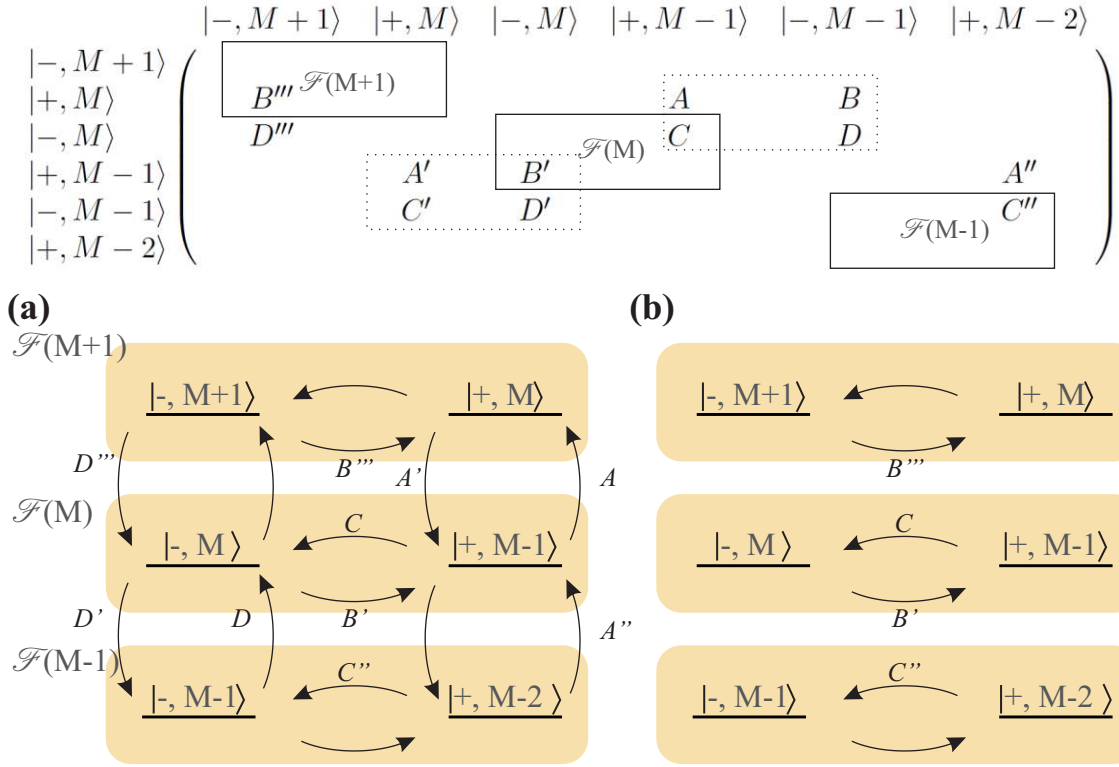 |−, M + 1⟩ |+, M⟩ |−, M⟩ |+, M − 1⟩ |−, M − 1⟩ |+, M − 2⟩
|−, M + 1⟩ ℱ(M+1)
|+, M⟩ B''' A B
|−, M⟩ D''' ℱ(M) C D
|+, M − 1⟩ A' B' A''
|−, M − 1⟩ C' D' C''
|+, M − 2⟩ ℱ(M-1)
(a)
ℱ(M+1)
|-, M+1⟩ |+, M⟩
D''' B''' A' A
ℱ(M)
C
|-, M ⟩ |+, M-1⟩
D' D B' A''
ℱ(M-1)
C''
|-, M-1⟩ |+, M-2 ⟩
(b)
|-, M+1⟩ |+, M⟩
B'''
C
|-, M ⟩ |+, M-1⟩
B'
C''
|-, M-1⟩ |+, M-2 ⟩